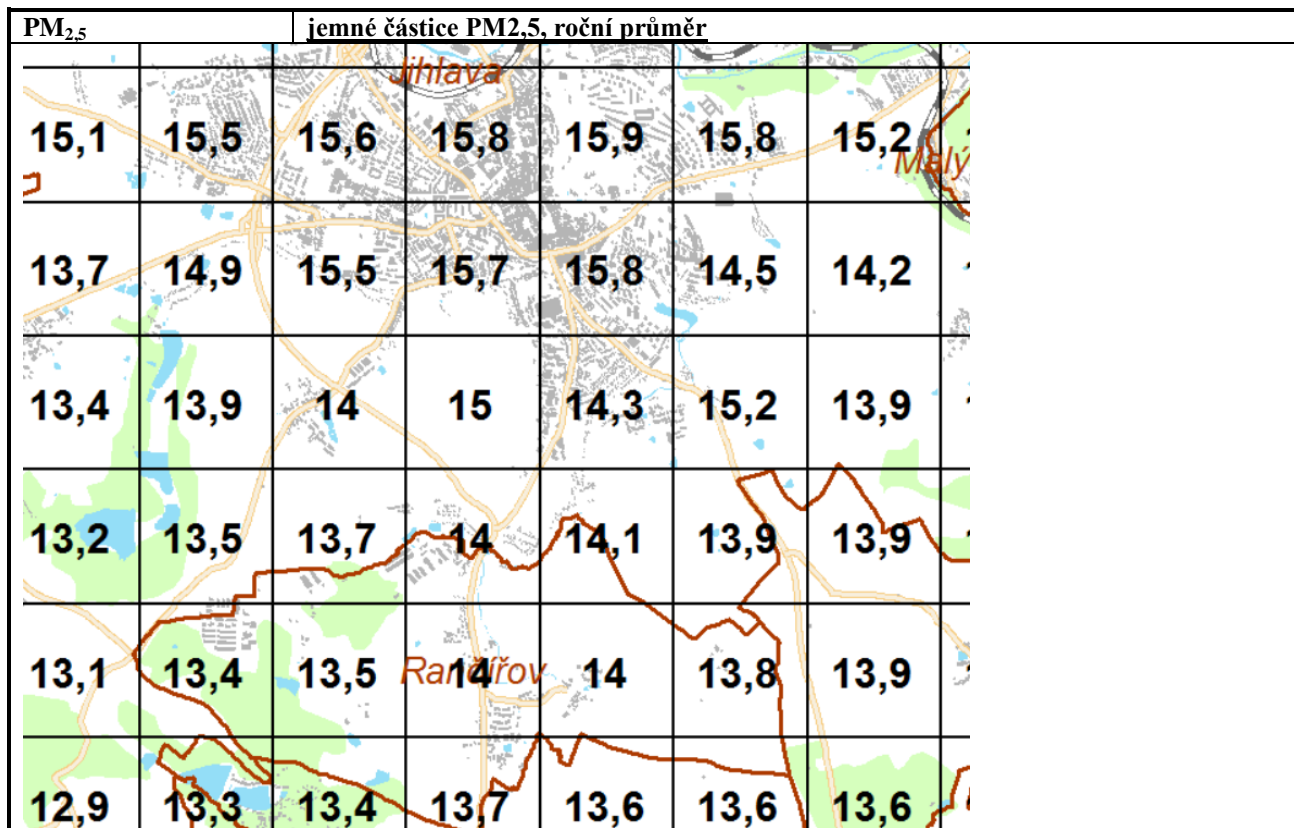 PM2,5 jemné částice PM2,5, roční průměr
Jihlava
15,1 15,5 15,6 15,8 15,9 15,8 15,2
Malý
13,7 14,9 15,5 15,7 15,8 14,5 14,2
13,4 13,9 14 15 14,3 15,2 13,9
13,2 13,5 13,7 14 14,1 13,9 13,9
13,1 13,4 13,5 14 14 13,8 13,9
Rančířov
12,9 13,3 13,4 13,7 13,6 13,6 13,6